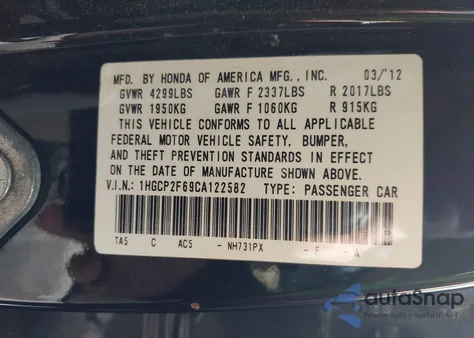 MFD. BY HONDA OF AMERICA MFG., INC. 03/'12
GVWR 4299LBS GAWR F 2337LBS R 2017LBS
GVWR 1950KG GAWR F 1060KG R 915KG
THIS VEHICLE CONFORMS TO ALL APPLICABLE
FEDERAL MOTOR VEHICLE SAFETY, BUMPER,
AND THEFT PREVENTION STANDARDS IN EFFECT
ON THE DATE OF MANUFACTURE SHOWN ABOVE.
V.I.N.: 1HGCP2F69CA122582 TYPE: PASSENGER CAR
TA5 C AC5 - NH731PX - F - A
autoSnap